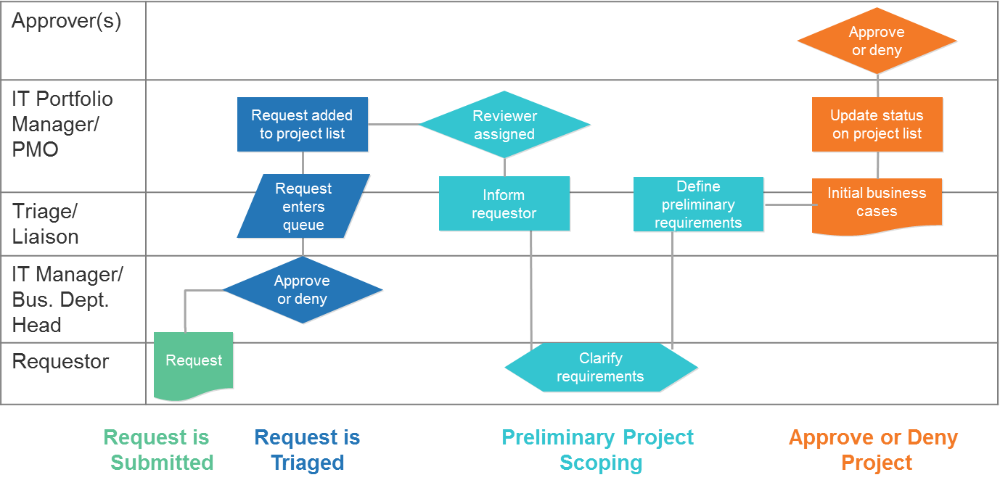 Approver(s)
Approve
or deny
IT Portfolio
Manager/
PMO
Request added
to project list
Reviewer
assigned
Update status
on project list
Request
enters
queue
Inform
requestor
Define
preliminary
requirements
Initial business
cases
Triage/
Liaison
IT Manager/
Bus. Dept.
Head
Approve
or deny
Requestor
Request
Clarify
requirements
Request is
Submitted
Request is
Triaged
Preliminary Project
Scoping
Approve or Deny
Project